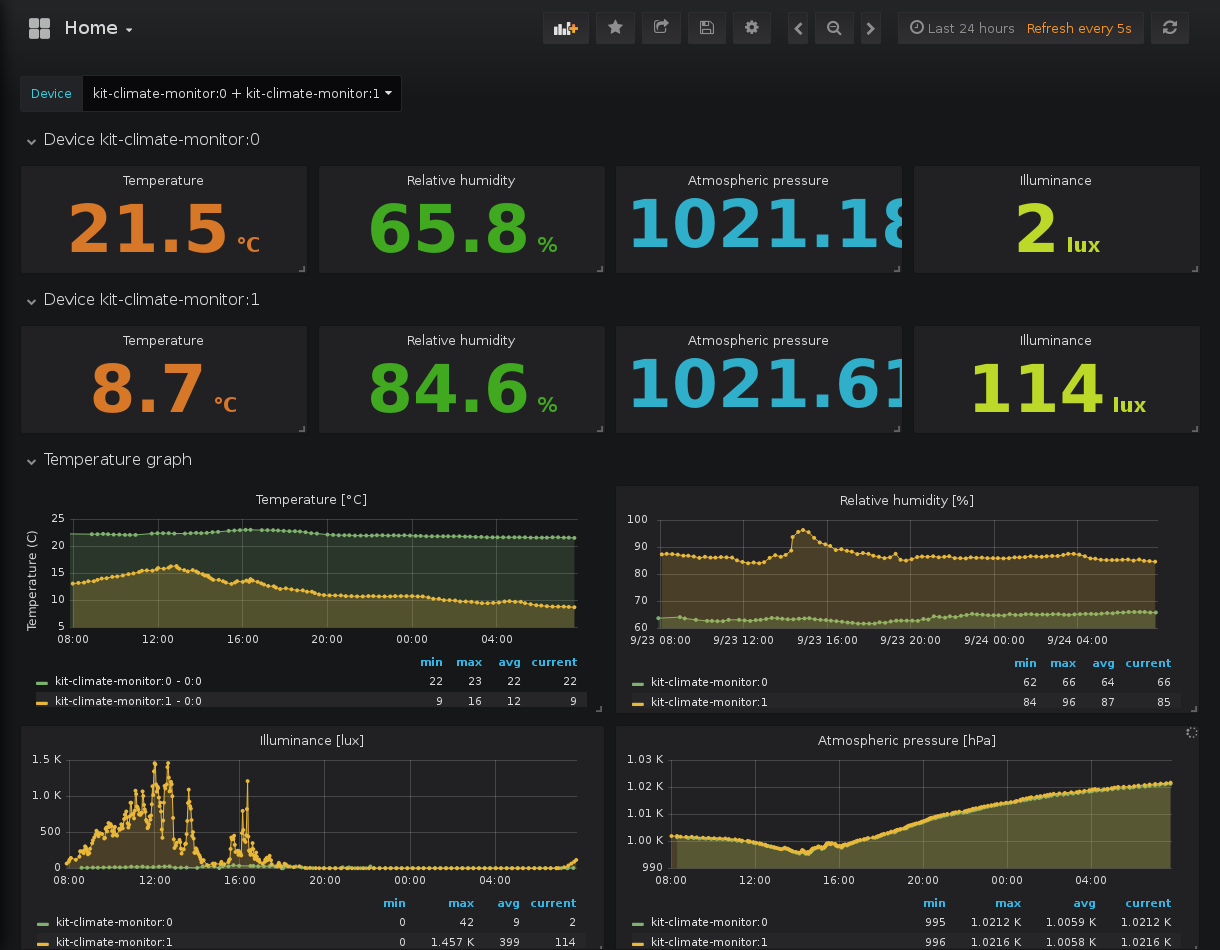 Home
Last 24 hours Refresh every 5s
Device kit-climate-monitor:0 + kit-climate-monitor:1
Device kit-climate-monitor:0
Temperature Relative humidity Atmospheric pressure Illuminance
21.5 °C 65.8 % 1021.18 2 lux
Device kit-climate-monitor:1
Temperature Relative humidity Atmospheric pressure Illuminance
8.7 °C 84.6 % 1021.61 114 lux
Temperature graph
Temperature [°C]
Temperature (C)
25
20
15
10
5
08:00 12:00 16:00 20:00 00:00 04:00
min max avg current
kit-climate-monitor:0 - 0:0 22 23 22 22
kit-climate-monitor:1 - 0:0 9 16 12 9
Relative humidity [%]
100
90
80
70
60
9/23 08:00 9/23 12:00 9/23 16:00 9/23 20:00 9/24 00:00 9/24 04:00
min max avg current
kit-climate-monitor:0 62 66 64 66
kit-climate-monitor:1 84 96 87 85
Illuminance [lux]
1.5 K
1.0 K
500
0
08:00 12:00 16:00 20:00 00:00 04:00
min max avg current
kit-climate-monitor:0 0 42 9 2
kit-climate-monitor:1 0 1.457 K 399 114
Atmospheric pressure [hPa]
1.03 K
1.02 K
1.01 K
1.00 K
990
08:00 12:00 16:00 20:00 00:00 04:00
min max avg current
kit-climate-monitor:0 995 1.0212 K 1.0059 K 1.0212 K
kit-climate-monitor:1 996 1.0216 K 1.0058 K 1.0216 K